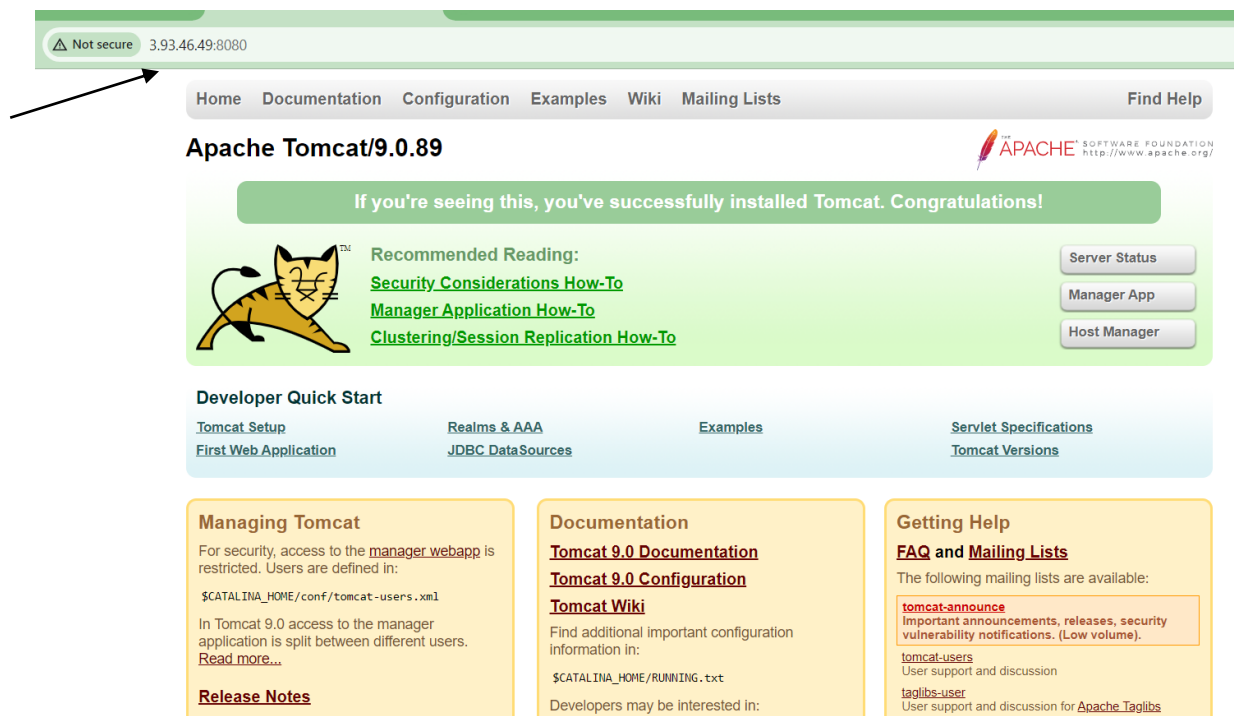 Not secure 3.93.46.49:8080
Home Documentation Configuration Examples Wiki Mailing Lists Find Help
Apache Tomcat/9.0.89
THE APACHE® SOFTWARE FOUNDATION
http://www.apache.org/
If you're seeing this, you've successfully installed Tomcat. Congratulations!
TM
Recommended Reading:
Security Considerations How-To
Manager Application How-To
Clustering/Session Replication How-To
Server Status
Manager App
Host Manager
Developer Quick Start
Tomcat Setup
First Web Application
Realms & AAA
JDBC DataSources
Examples
Servlet Specifications
Tomcat Versions
Managing Tomcat
For security, access to the manager webapp is
restricted. Users are defined in:
$CATALINA_HOME/conf/tomcat-users.xml
In Tomcat 9.0 access to the manager
application is split between different users.
Read more...
Release Notes
Documentation
Tomcat 9.0 Documentation
Tomcat 9.0 Configuration
Tomcat Wiki
Find additional important configuration
information in:
$CATALINA_HOME/RUNNING.txt
Developers may be interested in:
Getting Help
FAQ and Mailing Lists
The following mailing lists are available:
tomcat-announce
Important announcements, releases, security
vulnerability notifications. (Low volume).
tomcat-users
User support and discussion
taglibs-user
User support and discussion for Apache Taglibs